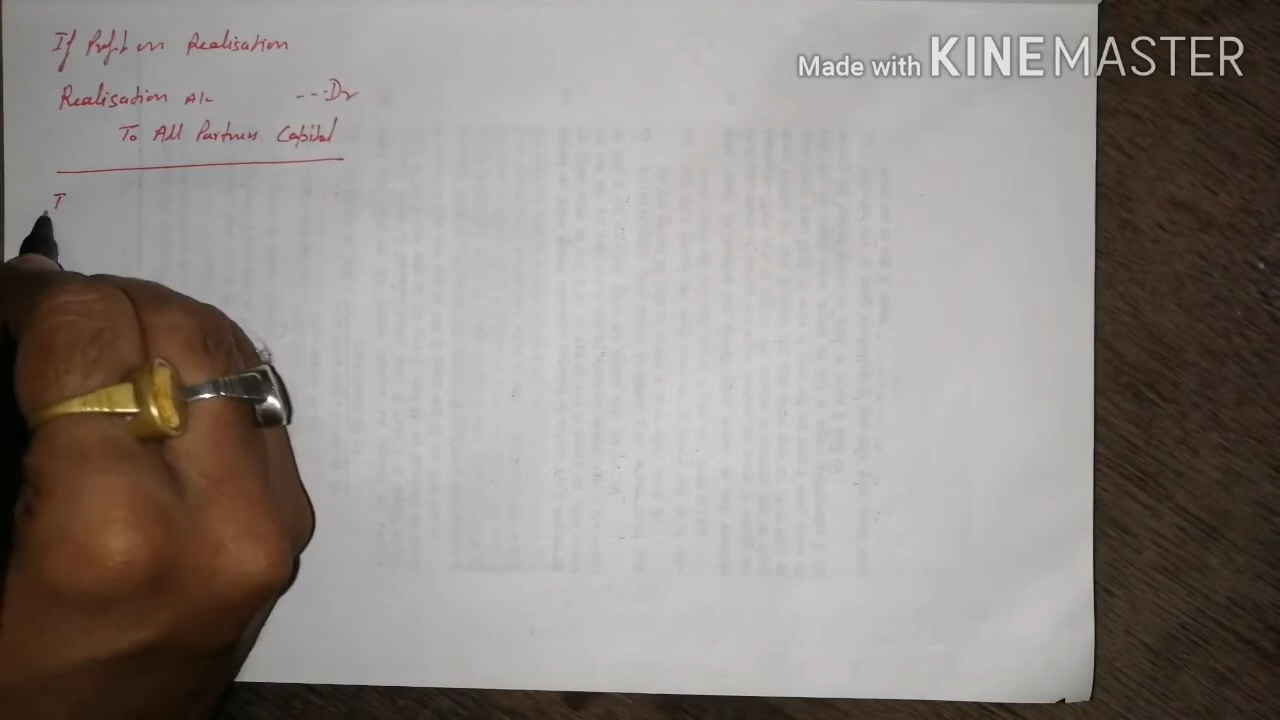 If Profit on Realisation
Made with KINEMASTER
Realisation A/c ---Dr
To All Partners Capital
I